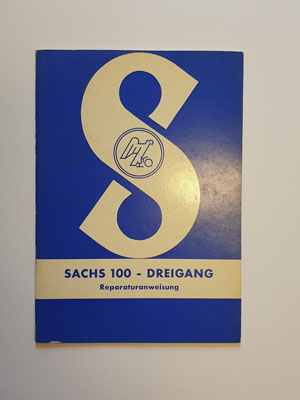 S
SACHS 100 - DREIGANG
Reparaturanweisung